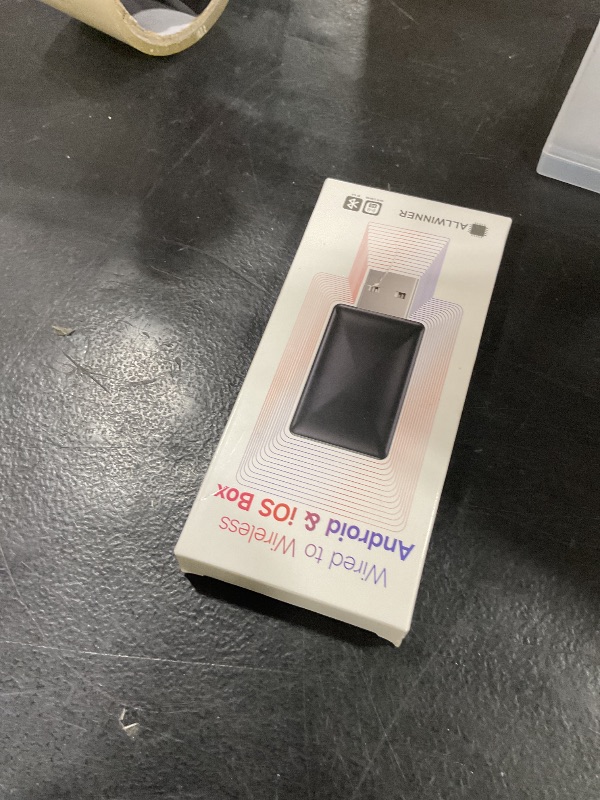 Wired to Wireless
Android & iOS Box
ALLWINNER